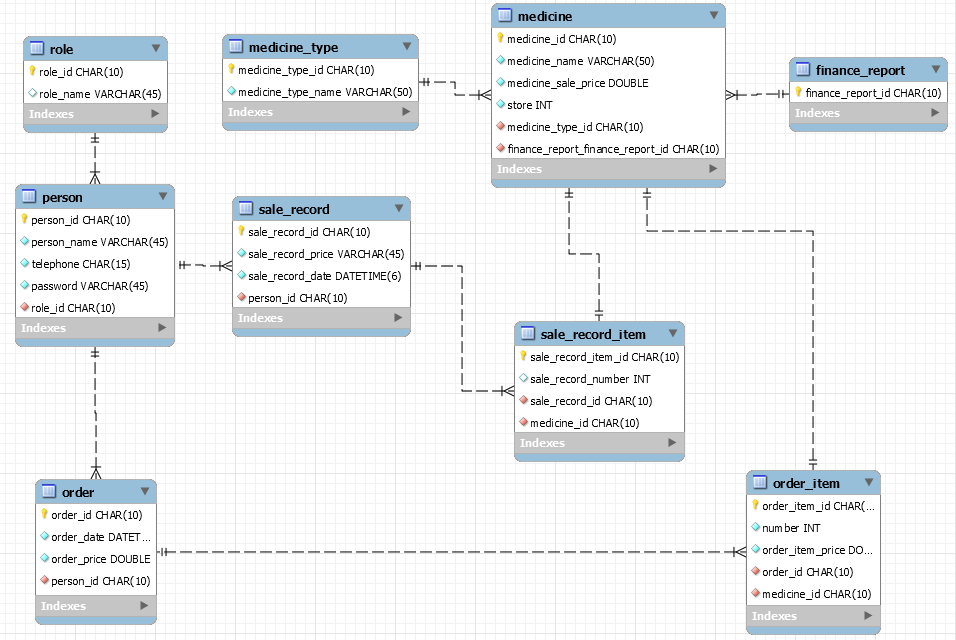 role
role_id CHAR(10)
role_name VARCHAR(45)
Indexes
medicine_type
medicine_type_id CHAR(10)
medicine_type_name VARCHAR(50)
Indexes
medicine
medicine_id CHAR(10)
medicine_name VARCHAR(50)
medicine_sale_price DOUBLE
store INT
medicine_type_id CHAR(10)
finance_report_finance_report_id CHAR(10)
Indexes
finance_report
finance_report_id CHAR(10)
Indexes
person
person_id CHAR(10)
person_name VARCHAR(45)
telephone CHAR(15)
password VARCHAR(45)
role_id CHAR(10)
Indexes
sale_record
sale_record_id CHAR(10)
sale_record_price VARCHAR(45)
sale_record_date DATETIME(6)
person_id CHAR(10)
Indexes
sale_record_item
sale_record_item_id CHAR(10)
sale_record_number INT
sale_record_id CHAR(10)
medicine_id CHAR(10)
Indexes
order
order_id CHAR(10)
order_date DATET...
order_price DOUBLE
person_id CHAR(10)
Indexes
order_item
order_item_id CHAR(...
number INT
order_item_price DO...
order_id CHAR(10)
medicine_id CHAR(10)
Indexes